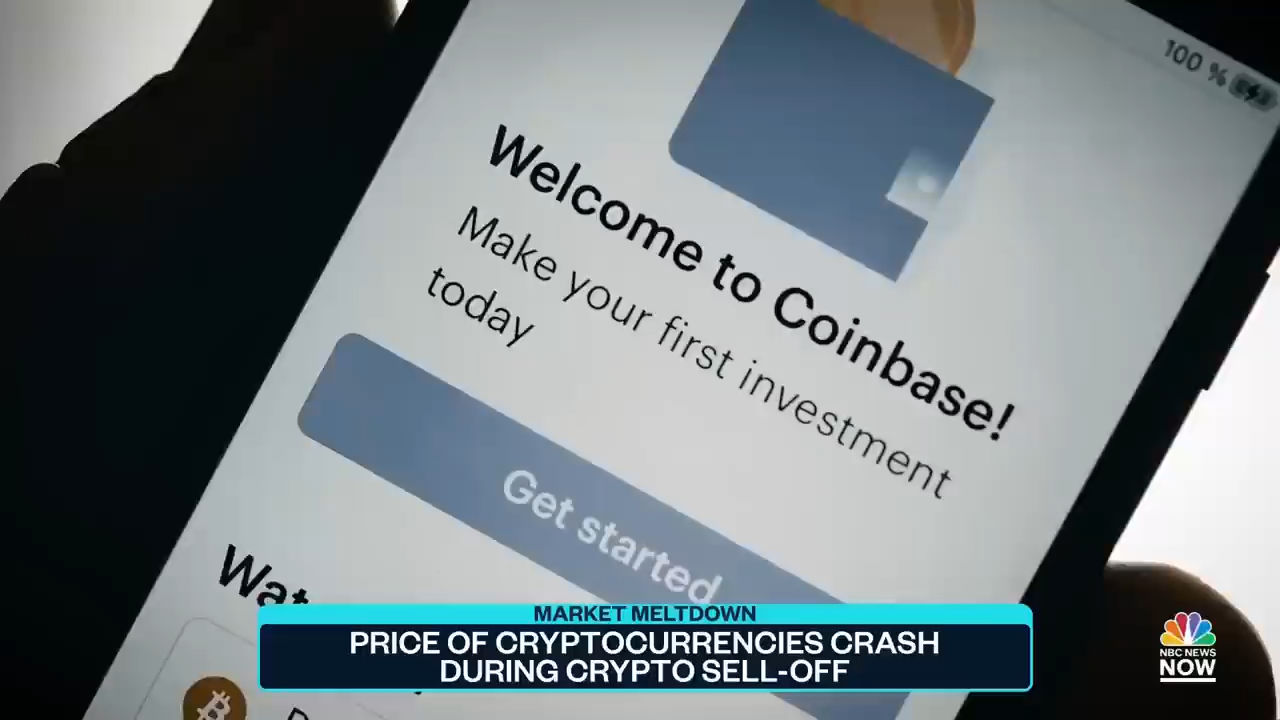 100 %
Welcome to Coinbase!
Make your first investment
today
Get started
MARKET MELTDOWN
PRICE OF CRYPTOCURRENCIES CRASH
DURING CRYPTO SELL-OFF
NBC NEWS
NOW